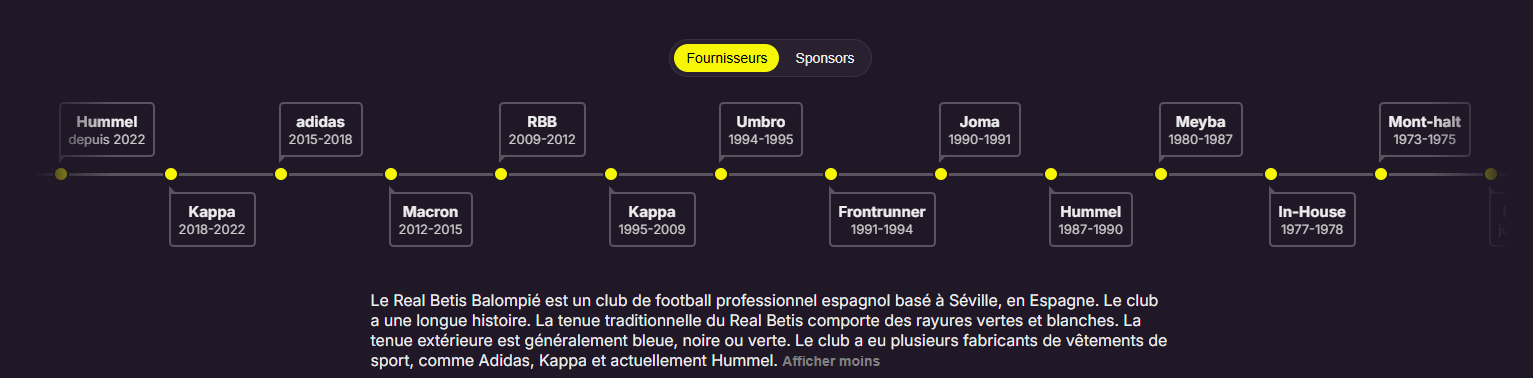 Fournisseurs
Sponsors
Hummel
depuis 2022
adidas
2015-2018
RBB
2009-2012
Umbro
1994-1995
Joma
1990-1991
Meyba
1980-1987
Mont-halt
1973-1975
Kappa
2018-2022
Macron
2012-2015
Kappa
1995-2009
Frontrunner
1991-1994
Hummel
1987-1990
In-House
1977-1978
Le Real Betis Balompié est un club de football professionnel espagnol basé à Séville, en Espagne. Le club
a une longue histoire. La tenue traditionnelle du Real Betis comporte des rayures vertes et blanches. La
tenue extérieure est généralement bleue, noire ou verte. Le club a eu plusieurs fabricants de vêtements de
sport, comme Adidas, Kappa et actuellement Hummel. Afficher moins